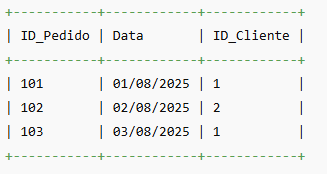 +-----------+------------+------------+
| ID_Pedido | Data       | ID_Cliente |
+-----------+------------+------------+
| 101       | 01/08/2025 | 1          |
| 102       | 02/08/2025 | 2          |
| 103       | 03/08/2025 | 1          |
+-----------+------------+------------+